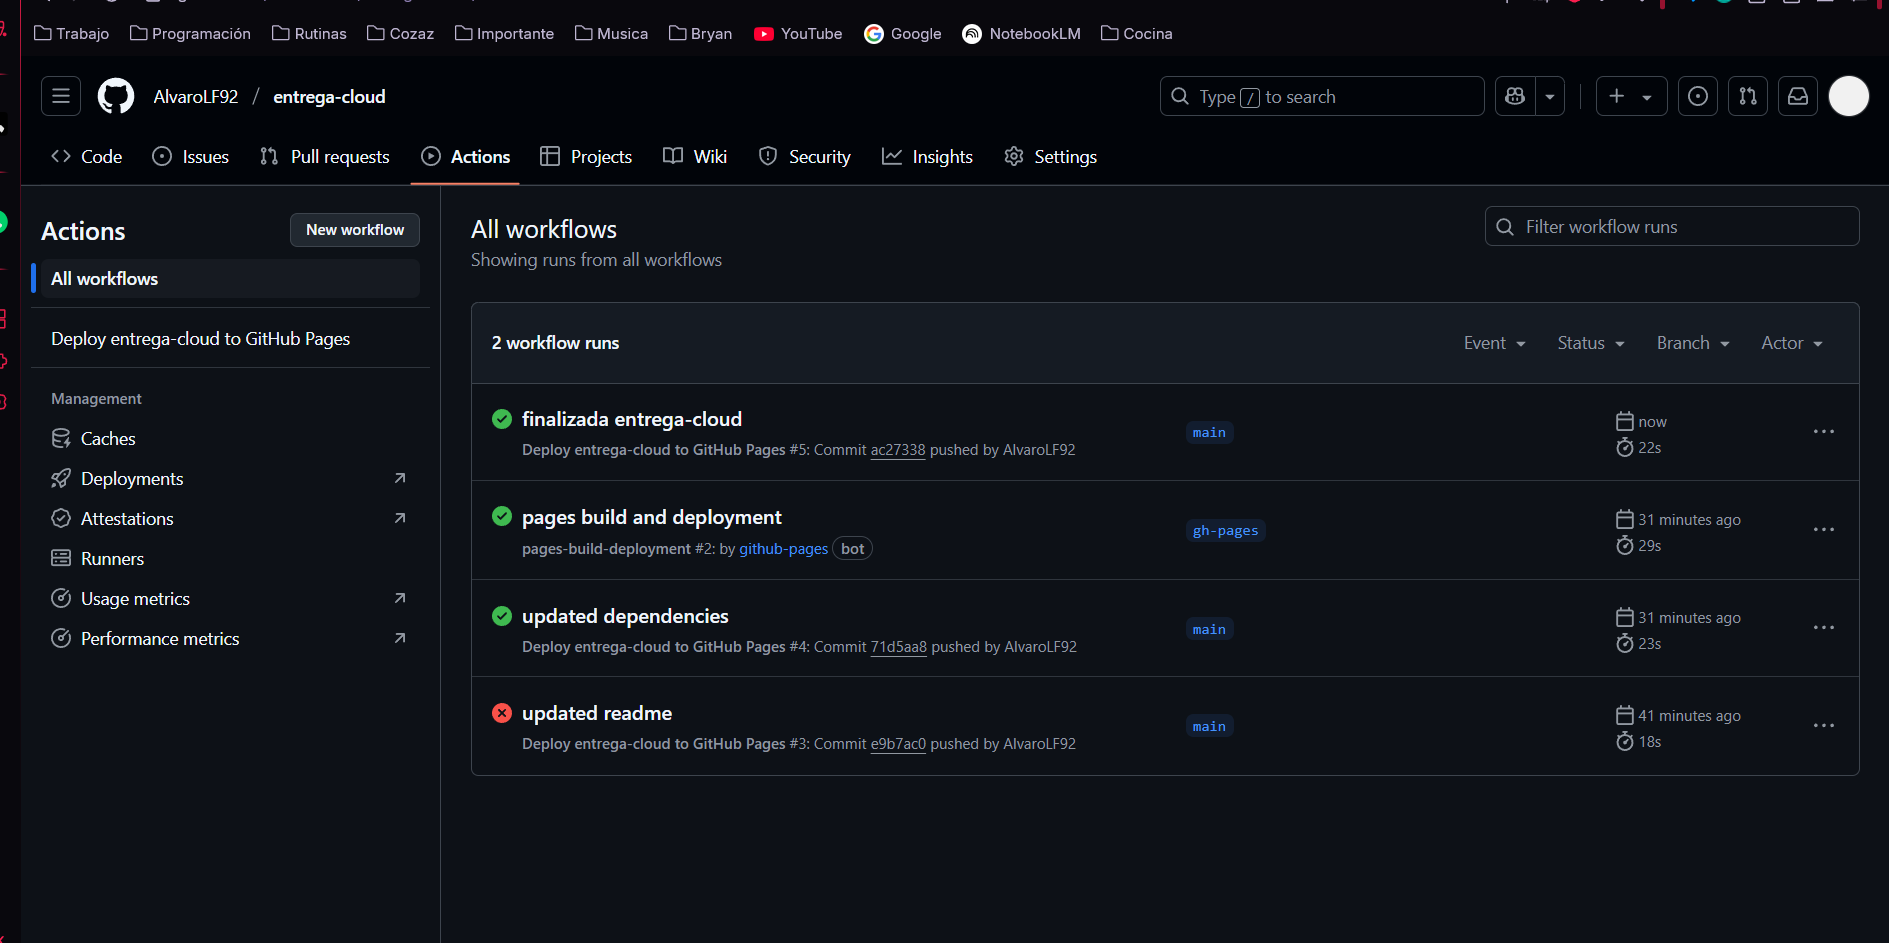 Trabajo Programación Rutinas Cozaz Importante Musica Bryan YouTube Google NotebookLM Cocina
AlvaroLF92 / entrega-cloud
Type / to search
Code Issues Pull requests Actions Projects Wiki Security Insights Settings
Actions
New workflow
All workflows
Deploy entrega-cloud to GitHub Pages
Management
Caches
Deployments
Attestations
Runners
Usage metrics
Performance metrics
All workflows
Showing runs from all workflows
Filter workflow runs
2 workflow runs
Event Status Branch Actor
finalizada entrega-cloud
Deploy entrega-cloud to GitHub Pages #5: Commit ac27338 pushed by AlvaroLF92
main
now
22s
pages build and deployment
pages-build-deployment #2: by github-pages bot
gh-pages
31 minutes ago
29s
updated dependencies
Deploy entrega-cloud to GitHub Pages #4: Commit 71d5aa8 pushed by AlvaroLF92
main
31 minutes ago
23s
updated readme
Deploy entrega-cloud to GitHub Pages #3: Commit e9b7ac0 pushed by AlvaroLF92
main
41 minutes ago
18s